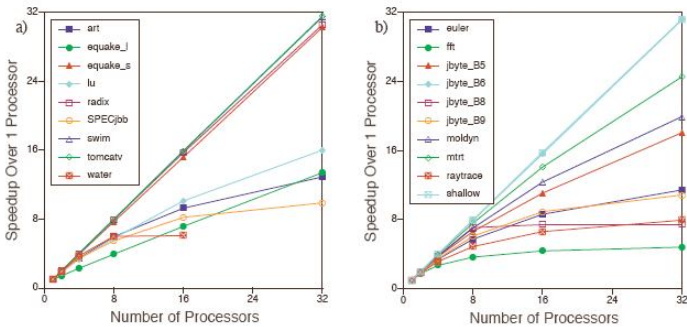 a)
Speedup Over 1 Processor
32
24
16
8
0
art
equake_l
equake_s
lu
radix
SPECjbb
swim
tomcatv
water
0 8 16 24 32
Number of Processors
b)
Speedup Over 1 Processor
32
24
16
8
0
euler
fft
jbyte_B5
jbyte_B6
jbyte_B8
jbyte_B9
moldyn
mtrt
raytrace
shallow
0 8 16 24 32
Number of Processors